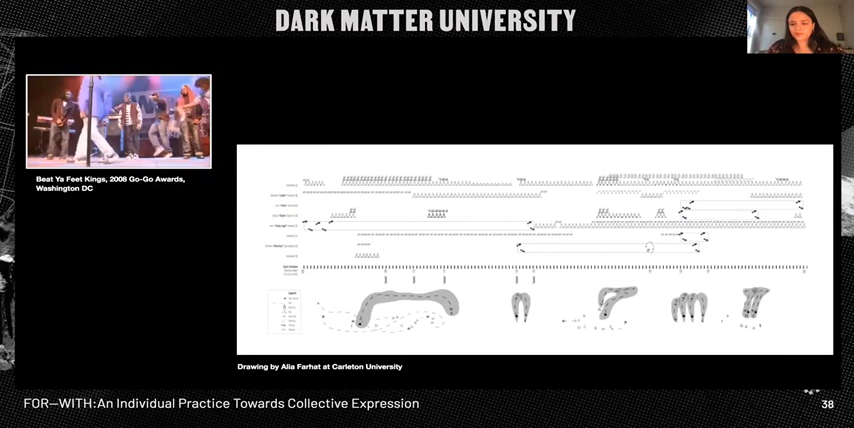 DARK MATTER UNIVERSITY
Beat Ya Feet Kings, 2008 Go-Go Awards,
Washington DC
Drawing by Alia Farhat at Carleton University
FOR—WITH:An Individual Practice Towards Collective Expression
38